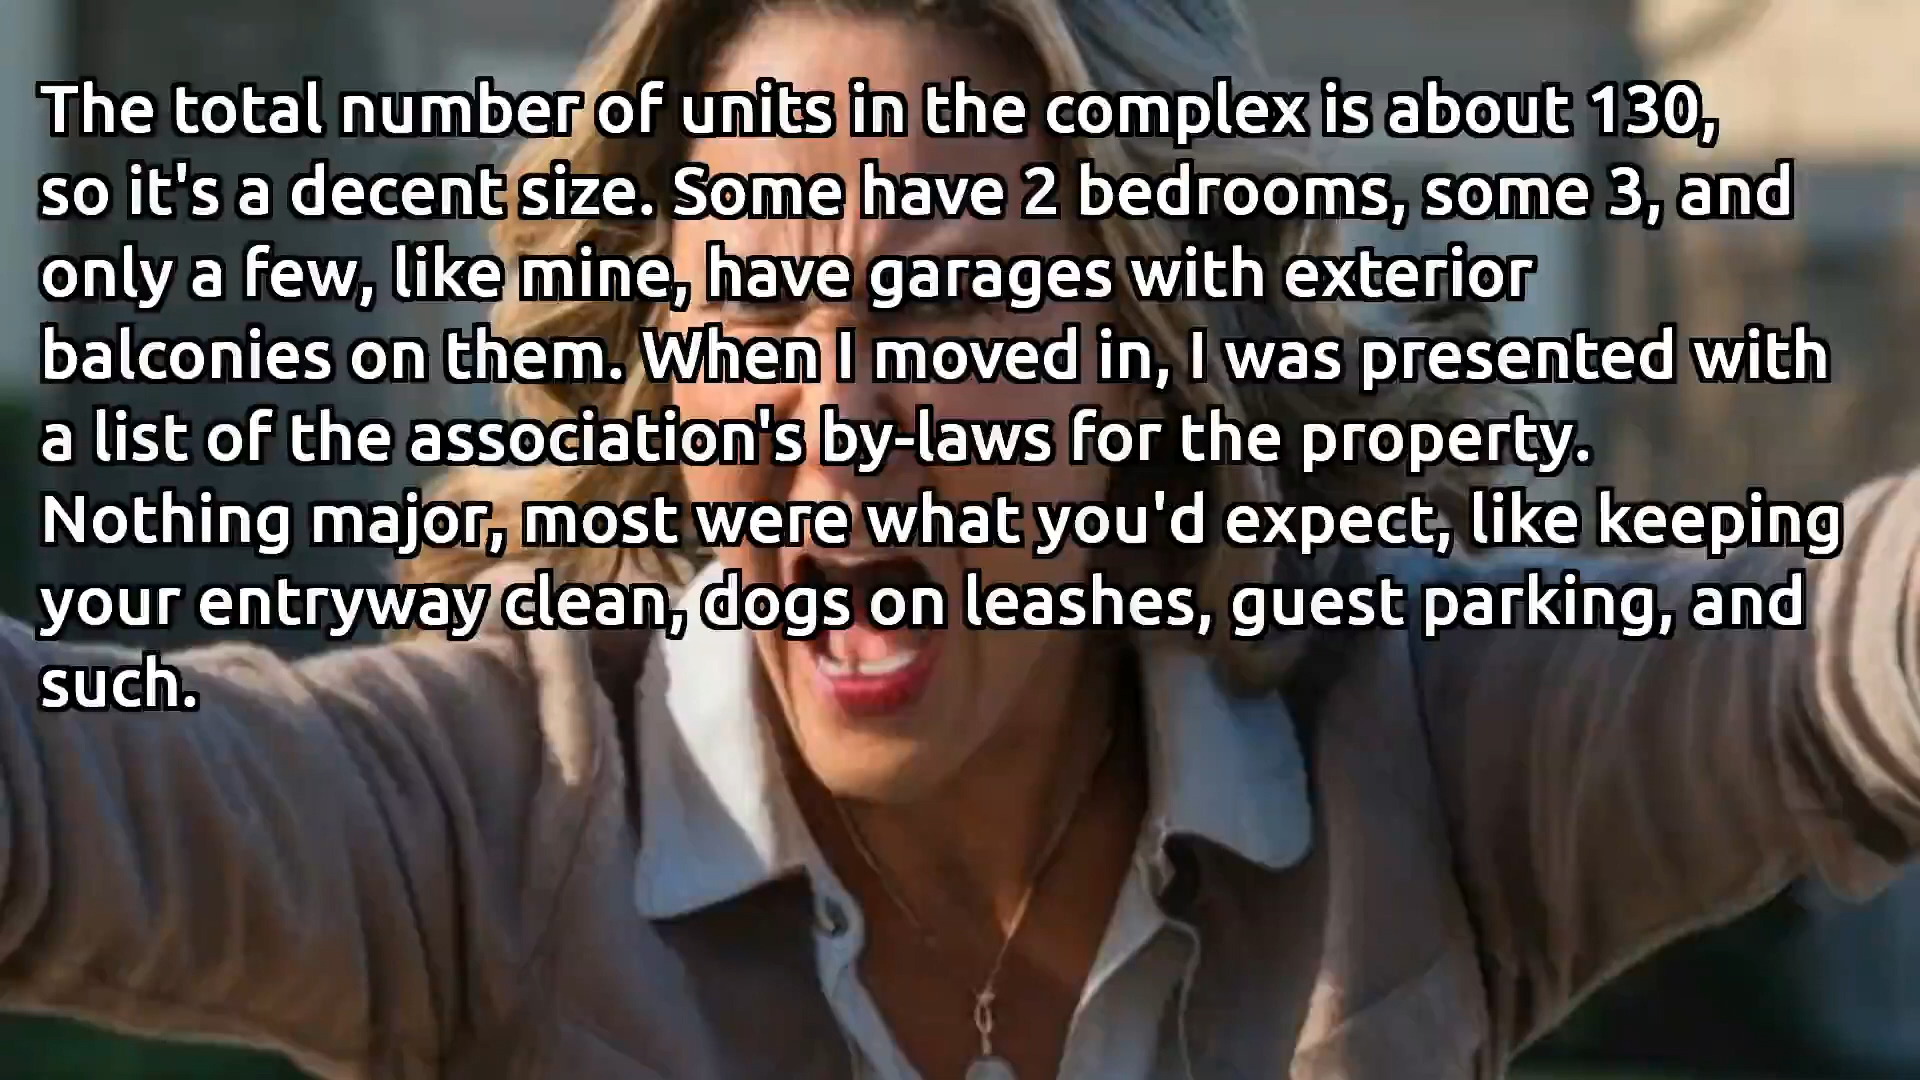 The total number of units in the complex is about 130,
so it's a decent size. Some have 2 bedrooms, some 3, and
only a few, like mine, have garages with exterior
balconies on them. When I moved in, I was presented with
a list of the association's by-laws for the property.
Nothing major, most were what you'd expect, like keeping
your entryway clean, dogs on leashes, guest parking, and
such.